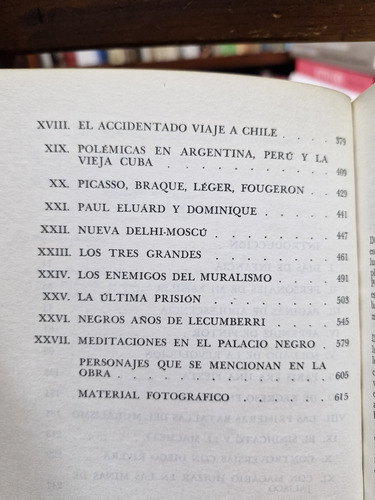 XVIII. EL ACCIDENTADO VIAJE A CHILE . . . . 379
XIX. POLÉMICAS EN ARGENTINA, PERÚ Y LA
VIEJA CUBA . . . . . . . . . . 409
XX. PICASSO, BRAQUE, LÉGER, FOUGERON . . 429
XXI. PAUL ELUÁRD Y DOMINIQUE . . . . . 441
XXII. NUEVA DELHI-MOSCÚ . . . . . . . 447
XXIII. LOS TRES GRANDES . . . . . . . 461
XXIV. LOS ENEMIGOS DEL MURALISMO . . . . 491
XXV. LA ÚLTIMA PRISIÓN . . . . . . . 503
XXVI. NEGROS AÑOS DE LECUMBERRI . . . . 545
XXVII. MEDITACIONES EN EL PALACIO NEGRO . . 579
PERSONAJES QUE SE MENCIONAN EN LA
OBRA . . . . . . . . . . . . 605
MATERIAL FOTOGRÁFICO . . . . . . 615